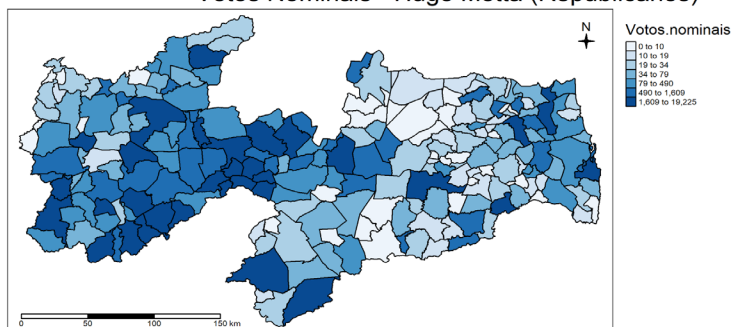 Votos Nominais - Hugo Motta (Republicanos)
N
Votos.nominais
0 to 10
10 to 19
19 to 34
34 to 79
79 to 490
490 to 1,609
1,609 to 19,225
0 50 100 150 km